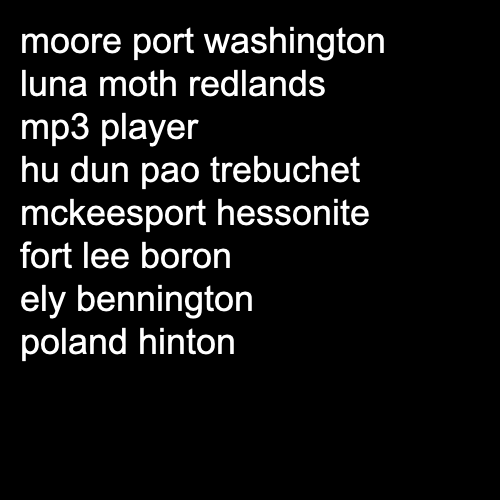 moore port washington
luna moth redlands
mp3 player
hu dun pao trebuchet
mckeesport hessonite
fort lee boron
ely bennington
poland hinton